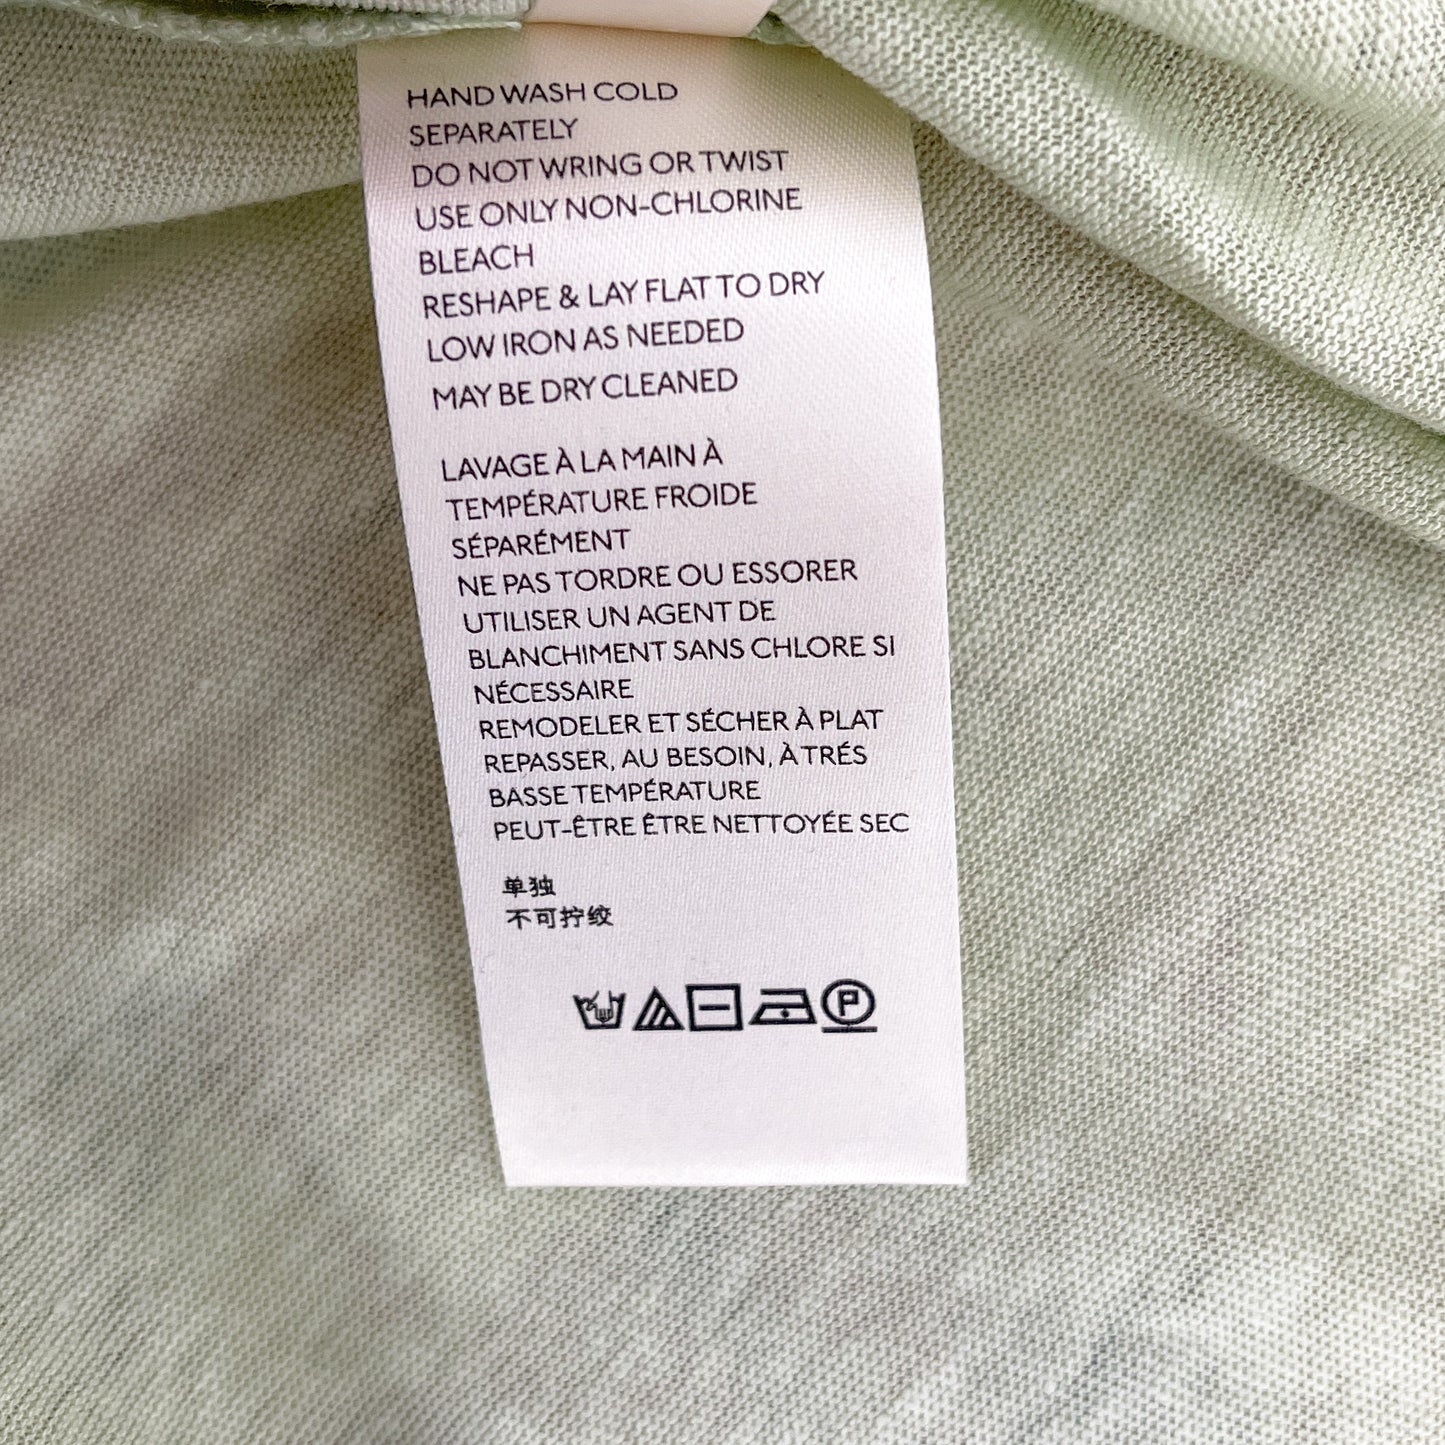 HAND WASH COLD
SEPARATELY
DO NOT WRING OR TWIST
USE ONLY NON-CHLORINE
BLEACH
RESHAPE & LAY FLAT TO DRY
LOW IRON AS NEEDED
MAY BE DRY CLEANED
LAVAGE À LA MAIN À
TEMPÉRATURE FROIDE
SÉPARÉMENT
NE PAS TORDRE OU ESSORER
UTILISER UN AGENT DE
BLANCHIMENT SANS CHLORE SI
NÉCESSAIRE
REMODELER ET SÉCHER À PLAT
REPASSER, AU BESOIN, À TRÉS
BASSE TEMPÉRATURE
PEUT-ÊTRE ÊTRE NETTOYÉE SEC
单独
不可拧绞
P